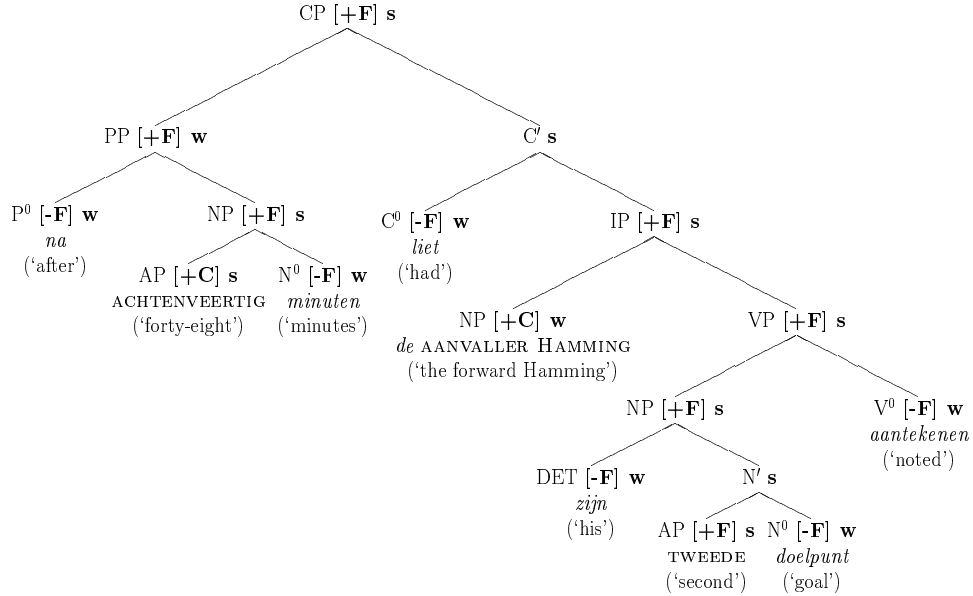 CP [+F] s
PP [+F] w
C′ s
P⁰ [-F] w
NP [+F] s
C⁰ [-F] w
IP [+F] s
na
liet
(‘after’)
(‘had’)
AP [+C] s
N⁰ [-F] w
ACHTENVEERTIG
minuten
(‘forty-eight’)
(‘minutes’)
NP [+C] w
VP [+F] s
de AANVALLER HAMMING
(‘the forward Hamming’)
NP [+F] s
V⁰ [-F] w
aantekenen
(‘noted’)
DET [-F] w
N′ s
zijn
(‘his’)
AP [+F] s
N⁰ [-F] w
TWEEDE
doelpunt
(‘second’)
(‘goal’)